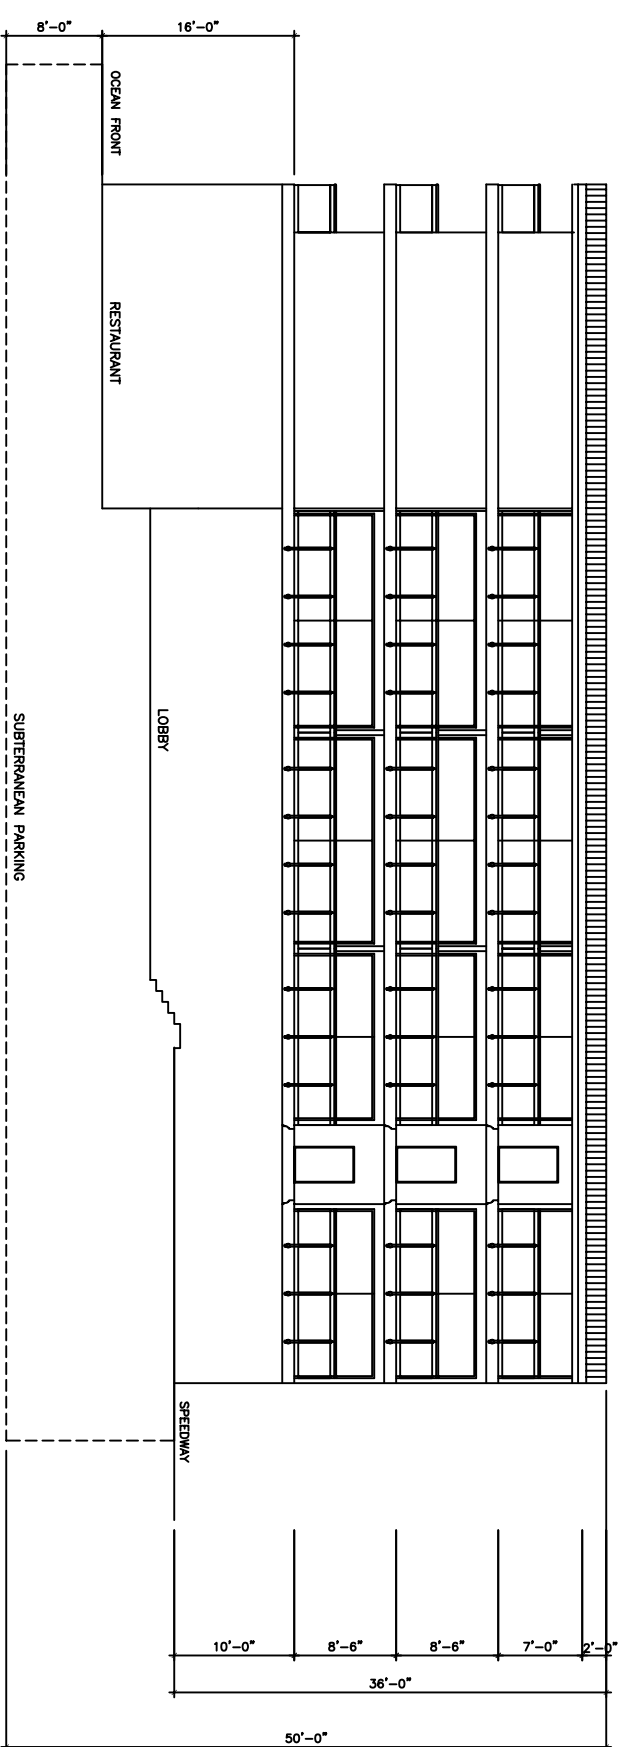 8'-0"
16'-0"
OCEAN FRONT
RESTAURANT
LOBBY
SUBTERRANEAN PARKING
SPEEDWAY
10'-0"
8'-6"
8'-6"
7'-0"
2'-0"
36'-0"
50'-0"